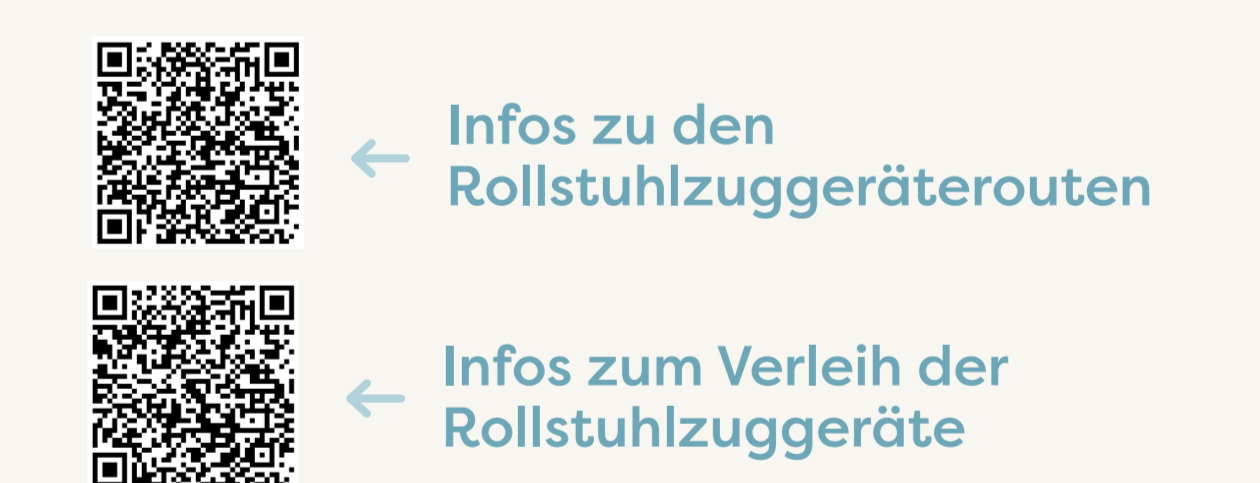 Infos zu den
Rollstuhlzuggeräterouten
Infos zum Verleih der
Rollstuhlzuggeräte